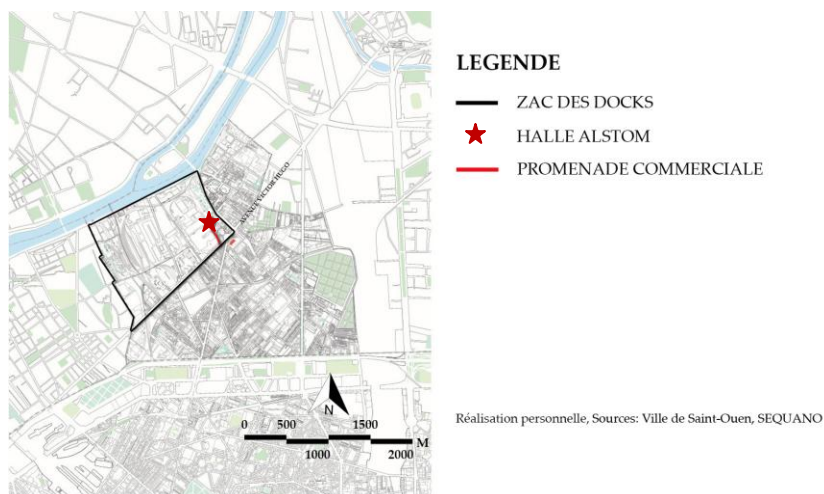 LEGENDE
ZAC DES DOCKS
HALLE ALSTOM
PROMENADE COMMERCIALE
AVENUE VICTOR HUGO
N
0 500 1500
M
1000 2000
Réalisation personnelle, Sources: Ville de Saint-Ouen, SEQUANO